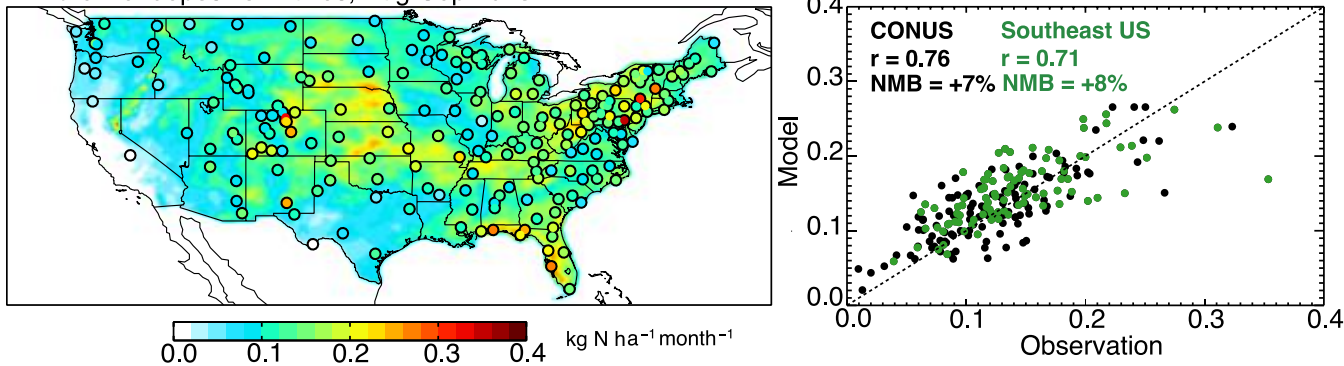 0.0 0.1 0.2 0.3 0.4
kg N ha⁻¹ month⁻¹
0.4
0.3
0.2
0.1
0.0
Model
CONUS Southeast US
r = 0.76 r = 0.71
NMB = +7% NMB = +8%
0.0 0.1 0.2 0.3 0.4
Observation